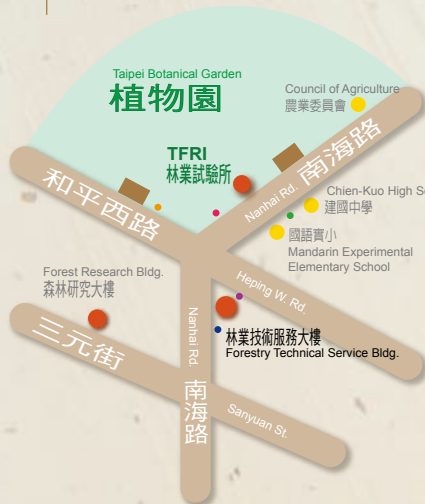 Taipei Botanical Garden
植物園
Council of Agriculture
農業委員會
TFRI
林業試驗所
南海路
Nanhai Rd.
和平西路
Chien-Kuo High Sc
建國中學
國語實小
Mandarin Experimental
Elementary School
Forest Research Bldg.
森林研究大樓
Heping W. Rd.
Nanhai Rd.
林業技術服務大樓
Forestry Technical Service Bldg.
三元街
南海路
Sanyuan St.